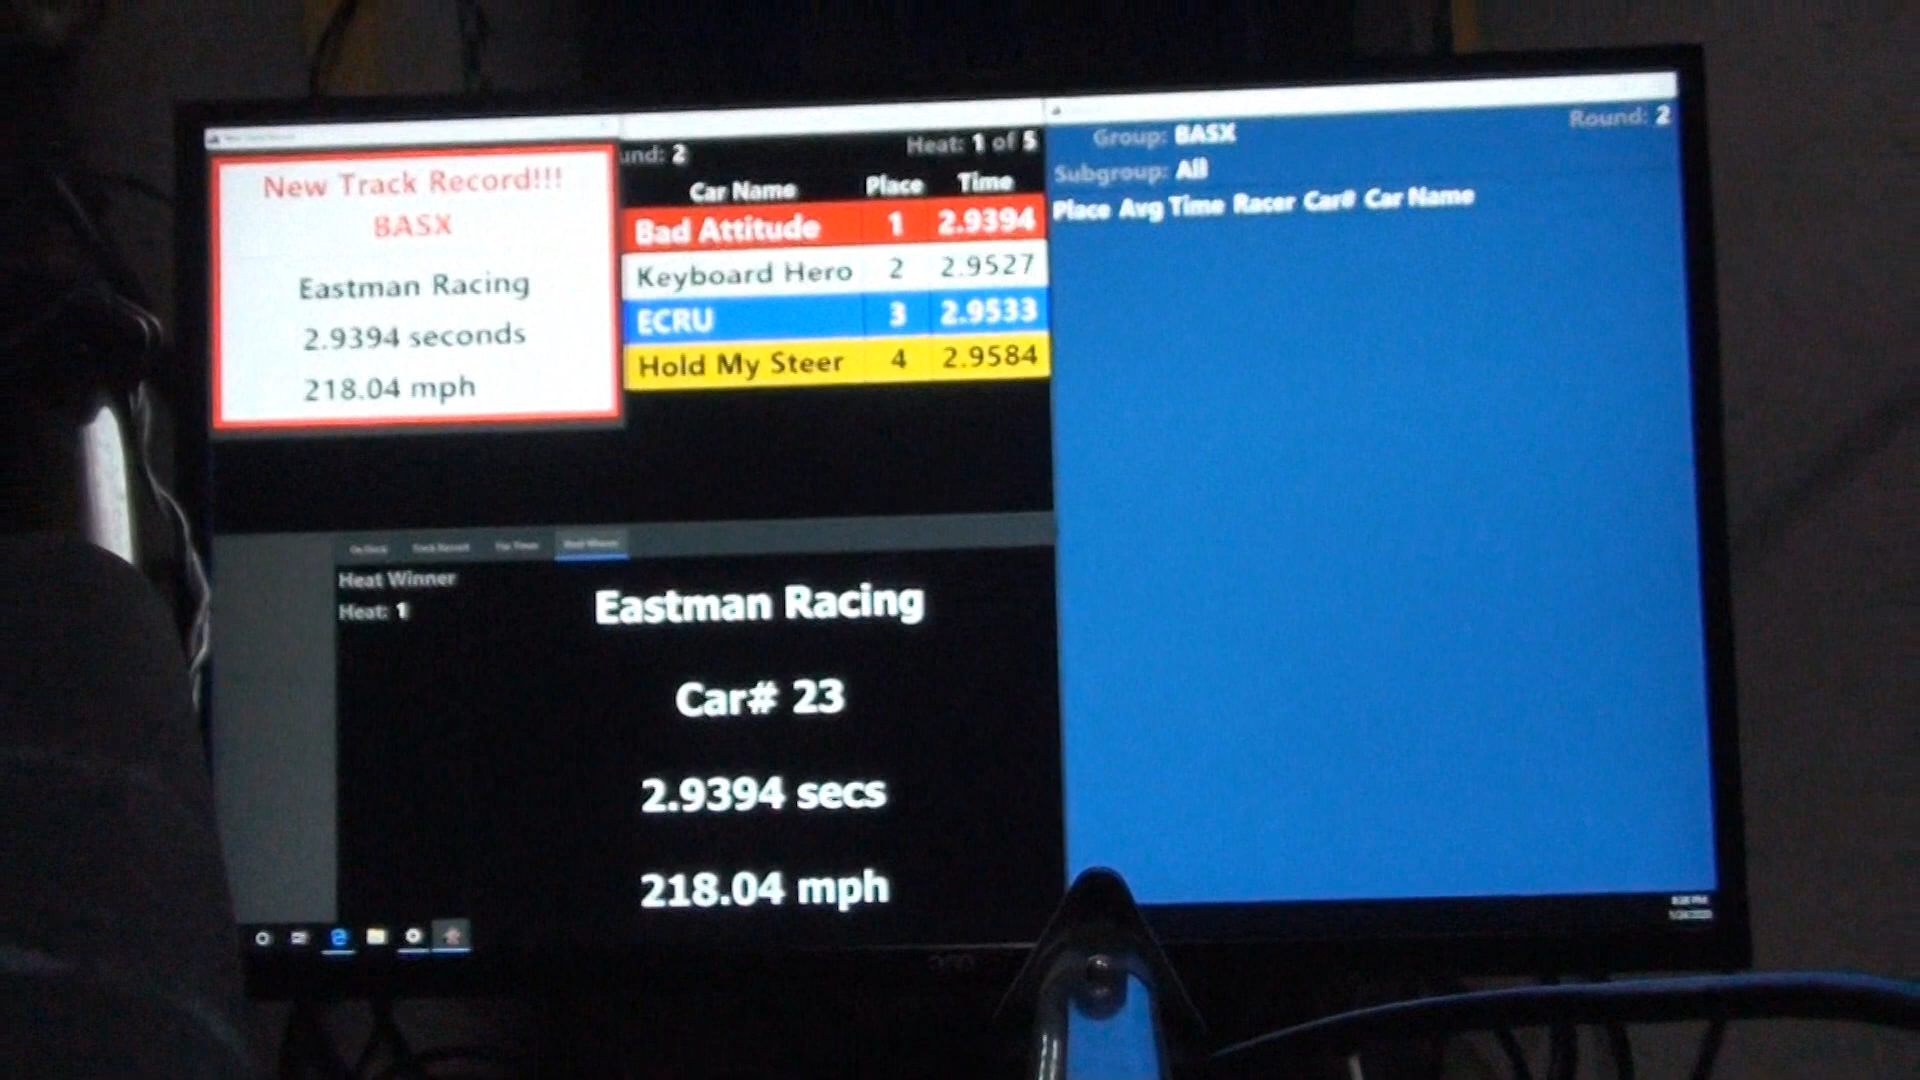 New Track Record!!!
BASX
Eastman Racing
2.9394 seconds
218.04 mph
und: 2
Heat: 1 of 5
Car Name Place Time
Bad Attitude 1 2.9394
Keyboard Hero 2 2.9527
ECRU 3 2.9533
Hold My Steer 4 2.9584
Group: BASX
Round: 2
Subgroup: All
Place Avg Time Racer Car# Car Name
Heat Winner
Heat Winner
Heat: 1
Eastman Racing
Car# 23
2.9394 secs
218.04 mph